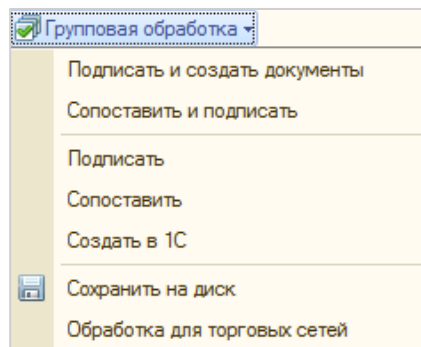 Групповая обработка
Подписать и создать документы
Сопоставить и подписать
Подписать
Сопоставить
Создать в 1С
Сохранить на диск
Обработка для торговых сетей